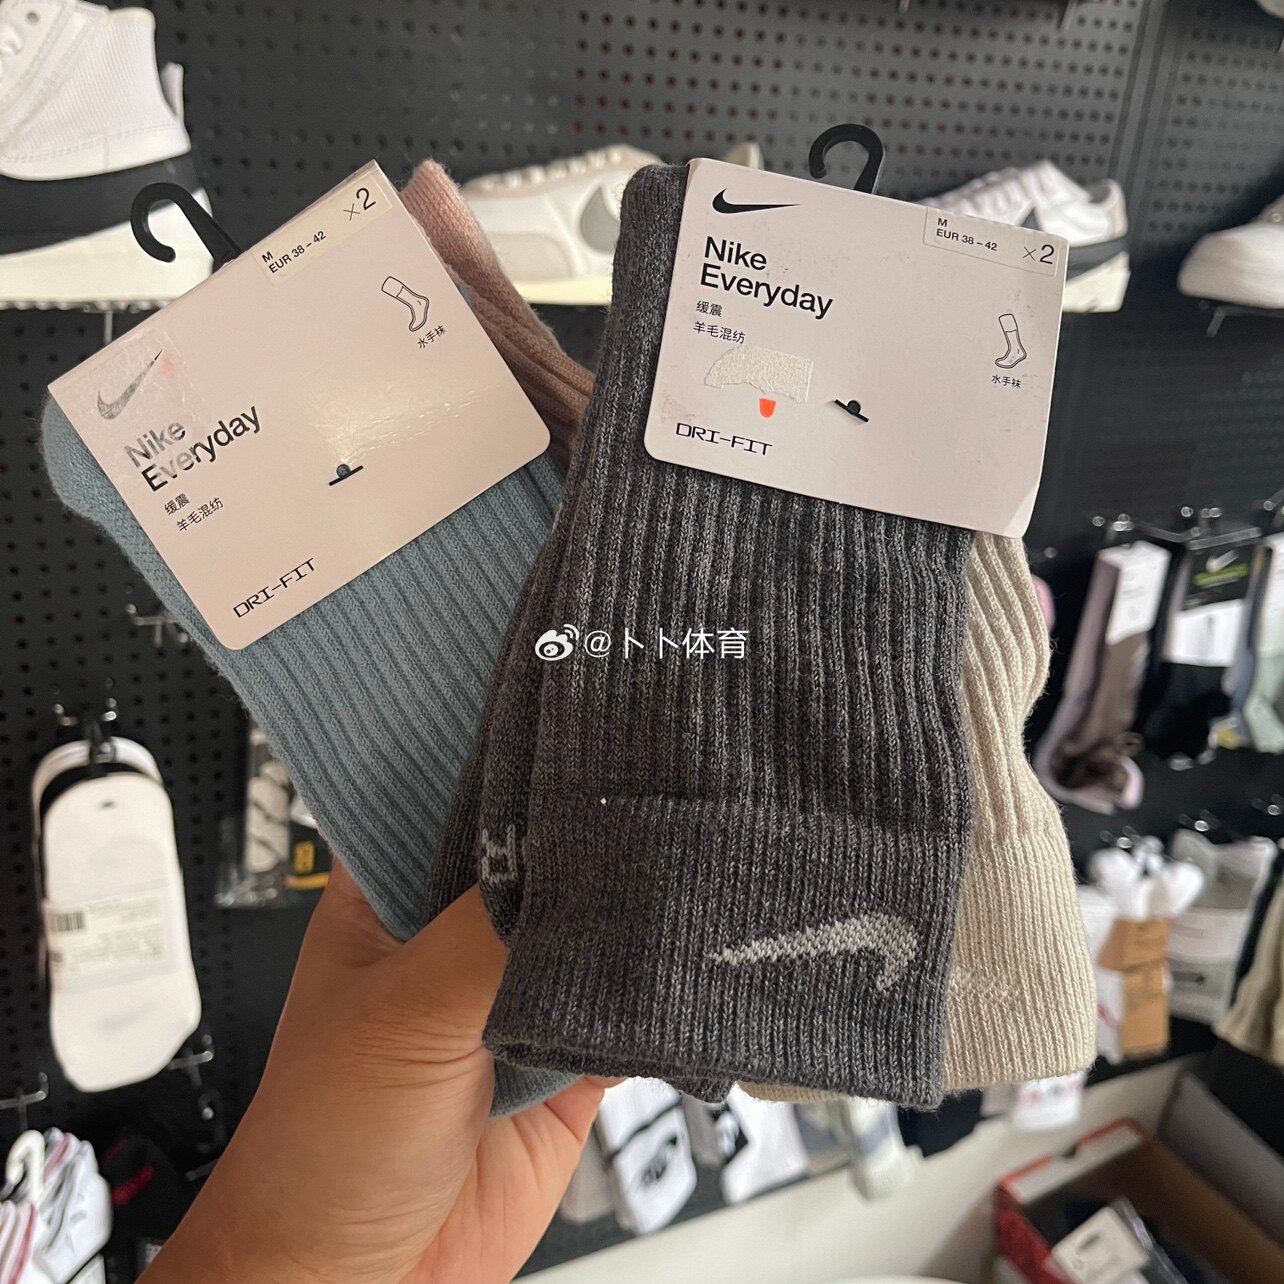 M
EUR 38 – 42
×2
水手袜
Nike
Everyday
缓震
羊毛混纺
DRI-FIT
M
EUR 38 – 42
×2
Nike
Everyday
缓震
羊毛混纺
水手袜
DRI-FIT
@卜卜体育